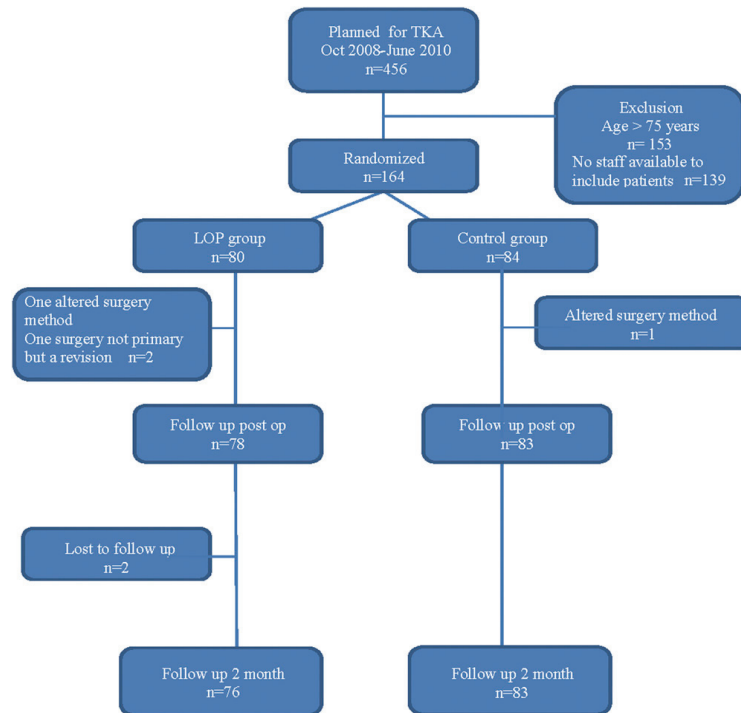 Planned for TKA
Oct 2008-June 2010
n=456
Exclusion
Age > 75 years
n= 153
No staff available to
include patients n=139
Randomized
n=164
LOP group
n=80
Control group
n=84
One altered surgery
method
One surgery not primary
but a revision n=2
Altered surgery method
n=1
Follow up post op
n=78
Follow up post op
n=83
Lost to follow up
n=2
Follow up 2 month
n=76
Follow up 2 month
n=83